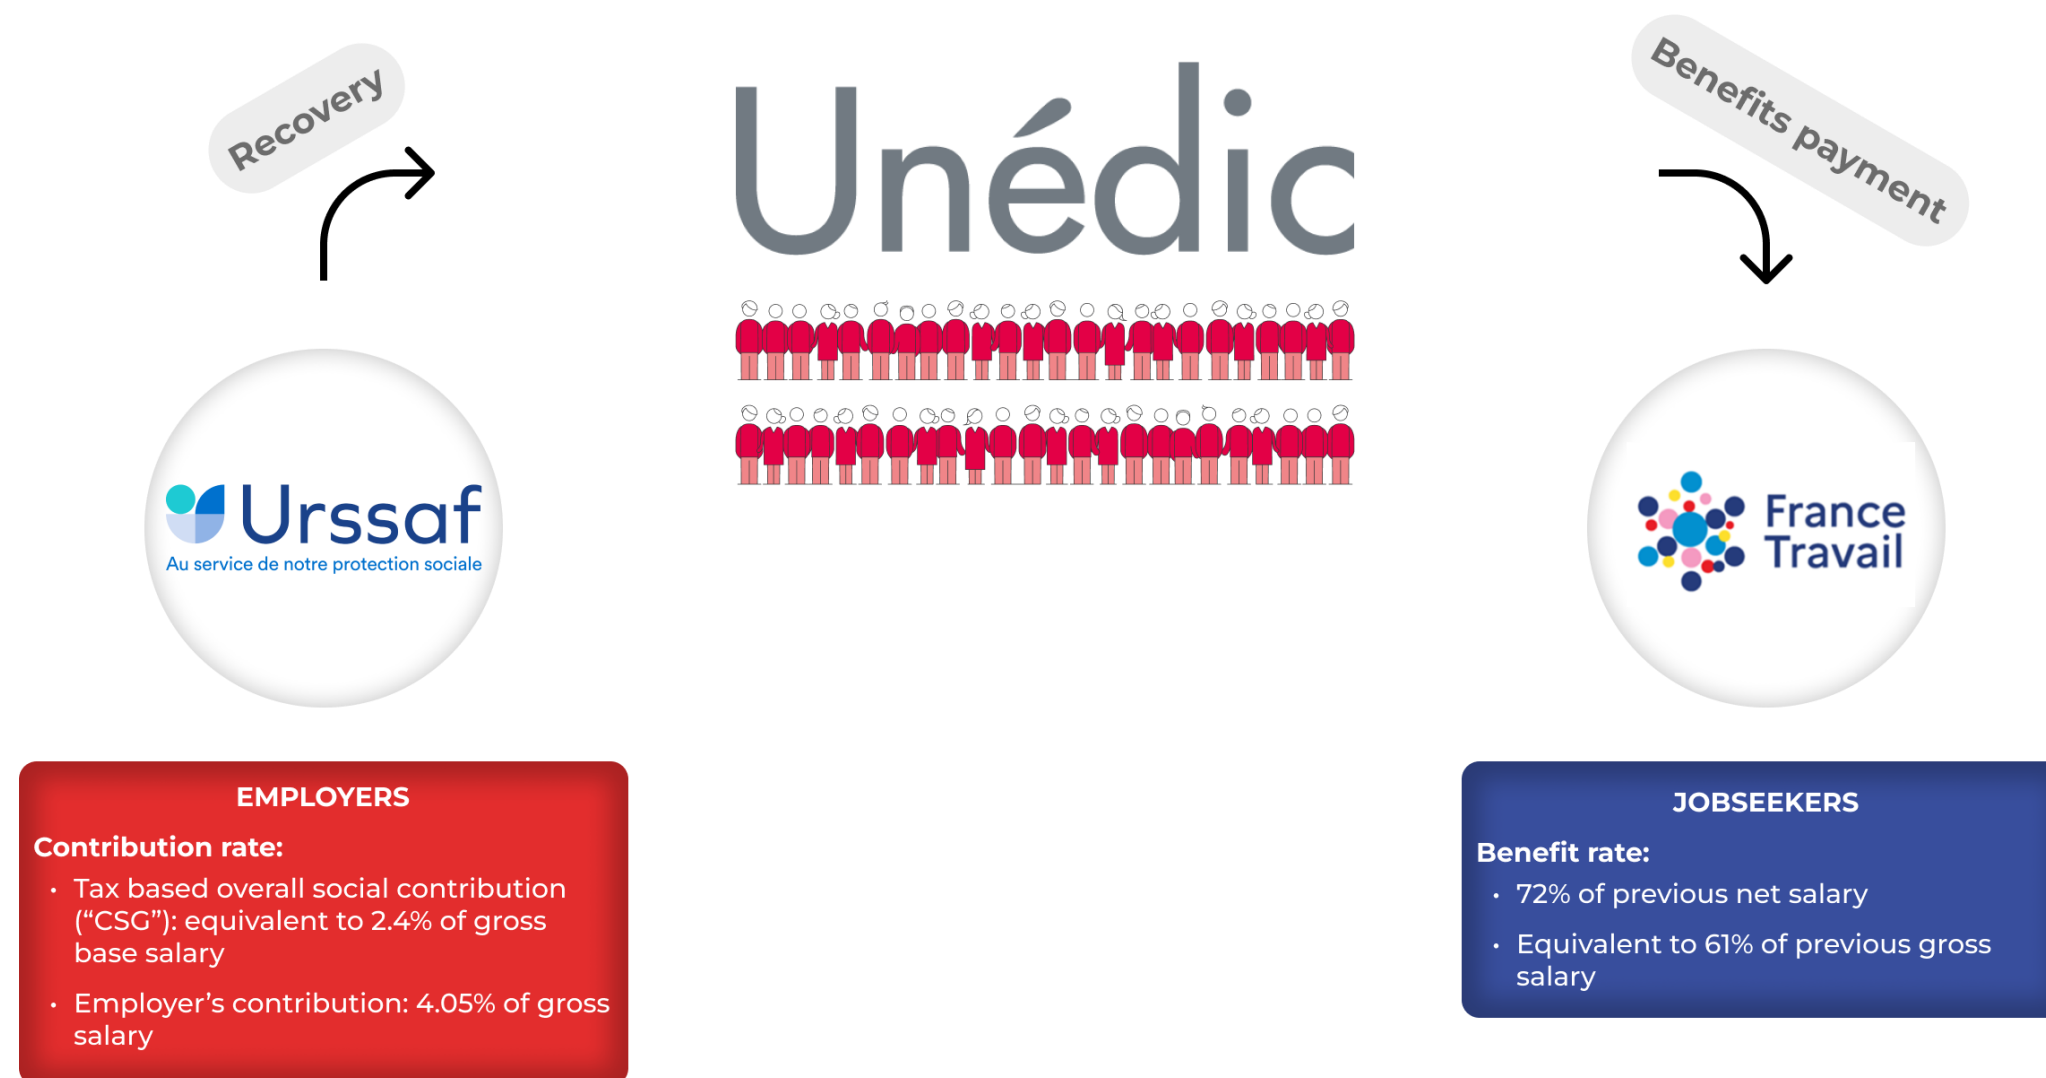 Recovery
Unédic
Benefits payment
Urssaf
Au service de notre protection sociale
France
Travail
EMPLOYERS
Contribution rate:
• Tax based overall social contribution
(“CSG”): equivalent to 2.4% of gross
base salary
• Employer’s contribution: 4.05% of gross
salary
JOBSEEKERS
Benefit rate:
• 72% of previous net salary
• Equivalent to 61% of previous gross
salary